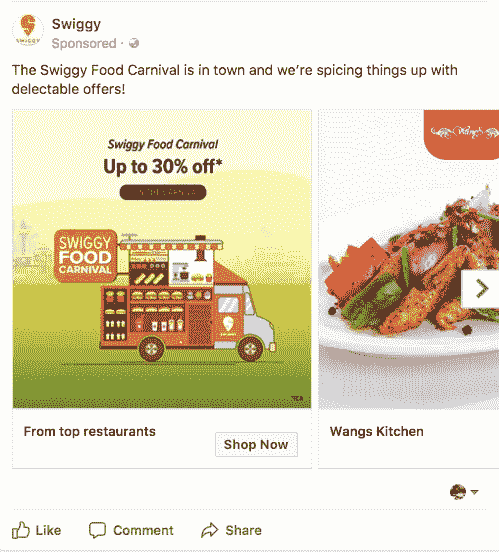 Swiggy
SWIGGY
Sponsored ·
The Swiggy Food Carnival is in town and we're spicing things up with
delectable offers!
Swiggy Food Carnival
Up to 30% off*
SWIGGY
FOOD
CARNIVAL
From top restaurants
Shop Now
Wangs Kitchen
Like
Comment
Share